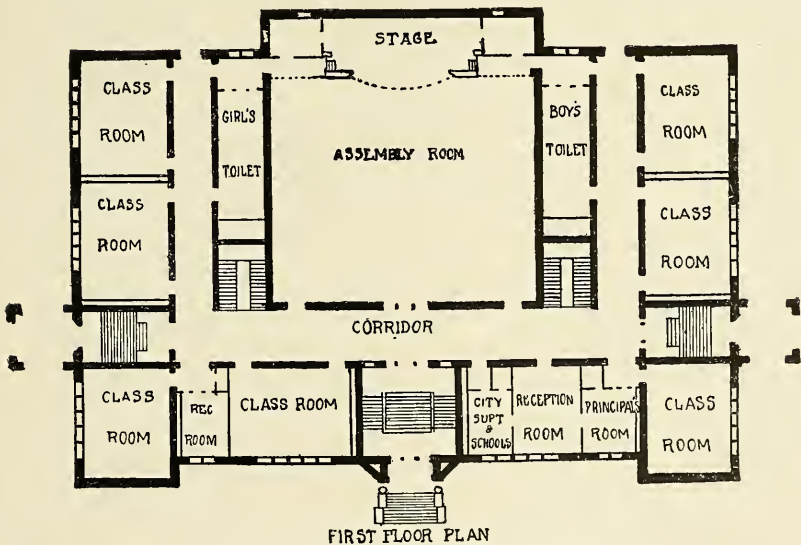 STAGE
CLASS
ROOM
GIRL'S
TOILET
ASSEMBLY ROOM
BOY'S
TOILET
CLASS
ROOM
CLASS
ROOM
CLASS
ROOM
CORRIDOR
CLASS
ROOM
REC
ROOM
CLASS ROOM
CITY
SUPT
&
SCHOOLS
RECEPTION
ROOM
PRINCIPAL'S
ROOM
CLASS
ROOM
FIRST FLOOR PLAN